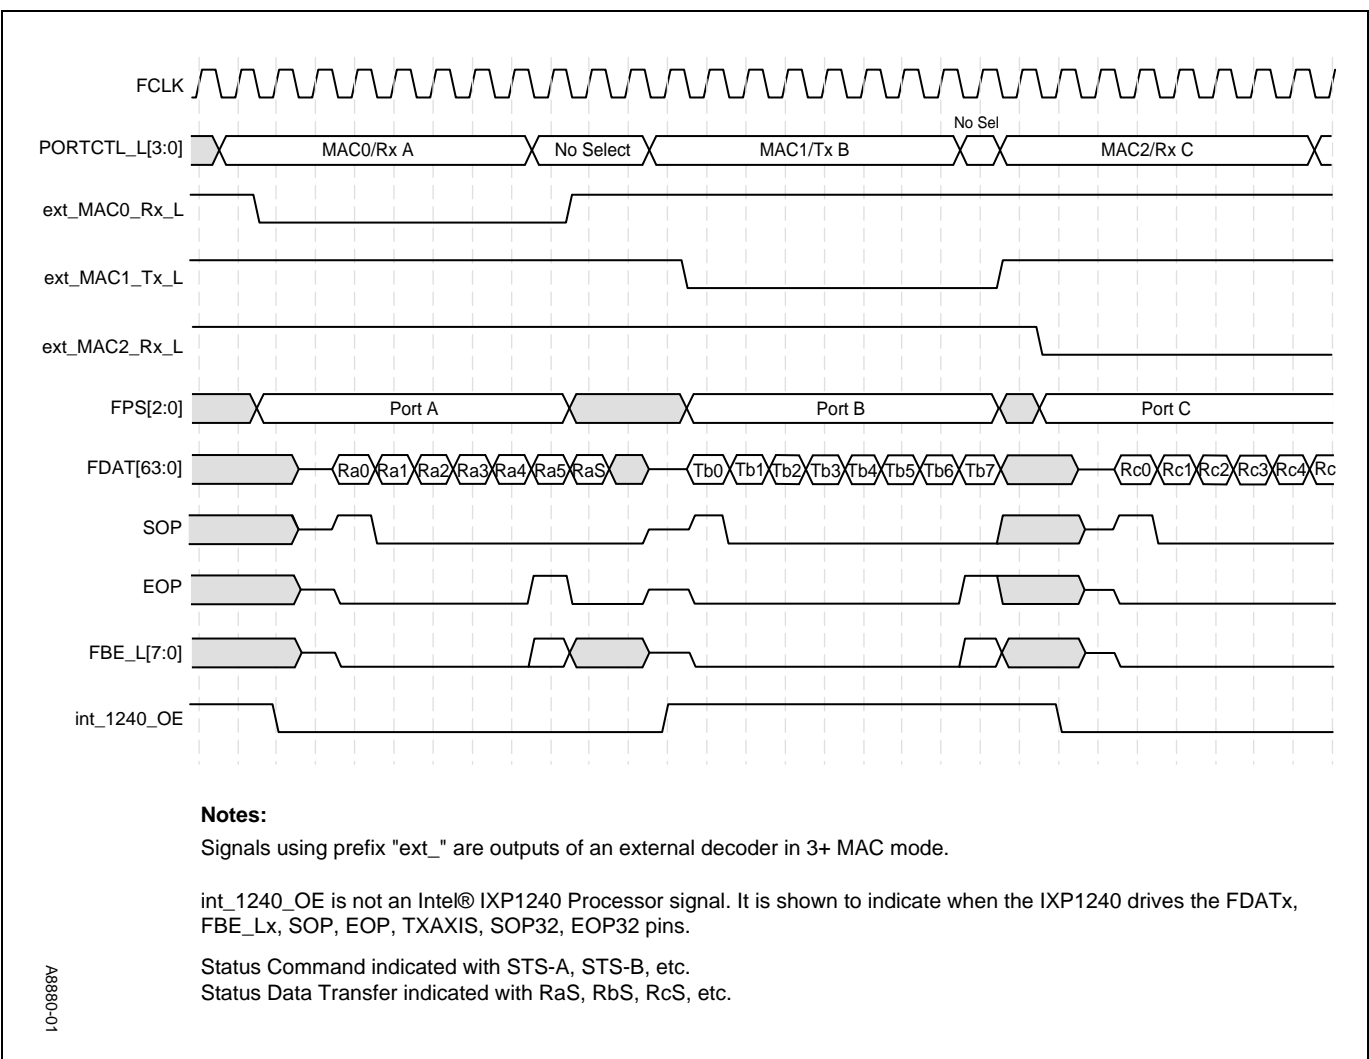 FCLK
No Sel
PORTCTL_L[3:0] MAC0/Rx A No Select MAC1/Tx B MAC2/Rx C
ext_MAC0_Rx_L
ext_MAC1_Tx_L
ext_MAC2_Rx_L
FPS[2:0] Port A Port B Port C
FDAT[63:0] Ra0 Ra1 Ra2 Ra3 Ra4 Ra5 RaS Tb0 Tb1 Tb2 Tb3 Tb4 Tb5 Tb6 Tb7 Rc0 Rc1 Rc2 Rc3 Rc4 Rc
SOP
EOP
FBE_L[7:0]
int_1240_OE
Notes:
Signals using prefix "ext_" are outputs of an external decoder in 3+ MAC mode.
int_1240_OE is not an Intel® IXP1240 Processor signal. It is shown to indicate when the IXP1240 drives the FDATx,
FBE_Lx, SOP, EOP, TXAXIS, SOP32, EOP32 pins.
Status Command indicated with STS-A, STS-B, etc.
Status Data Transfer indicated with RaS, RbS, RcS, etc.
A8880-01